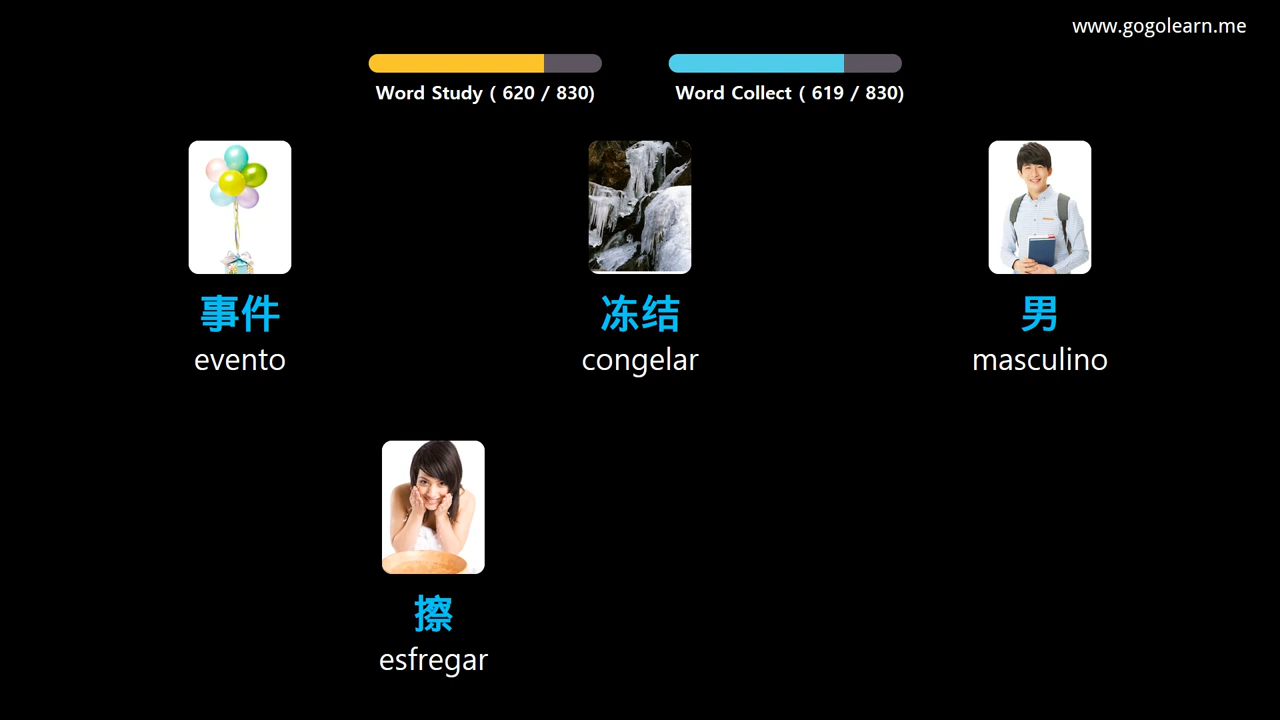 www.gogolearn.me
Word Study ( 620 / 830)
Word Collect ( 619 / 830)
事件
evento
冻结
congelar
男
masculino
擦
esfregar